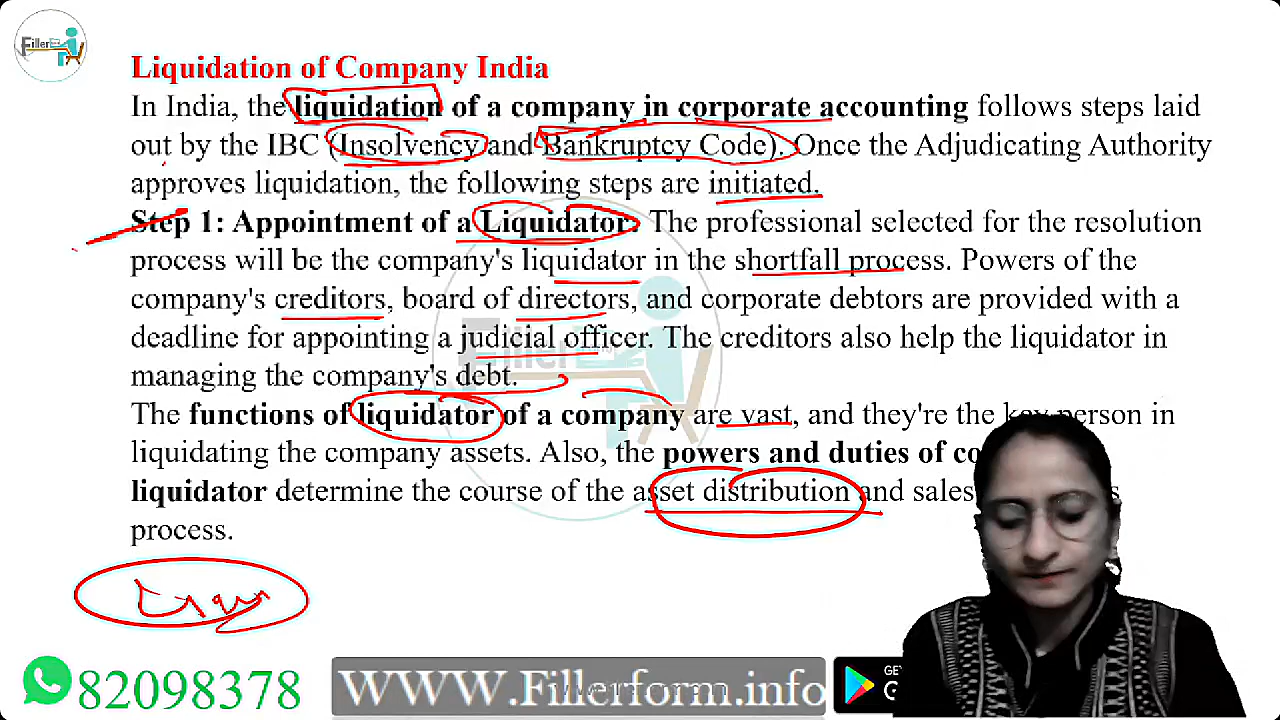 Filler
Liquidation of Company India
In India, the liquidation of a company in corporate accounting follows steps laid
out by the IBC (Insolvency and Bankruptcy Code). Once the Adjudicating Authority
approves liquidation, the following steps are initiated.
Step 1: Appointment of a Liquidator: The professional selected for the resolution
process will be the company's liquidator in the shortfall process. Powers of the
company's creditors, board of directors, and corporate debtors are provided with a
deadline for appointing a judicial officer. The creditors also help the liquidator in
managing the company's debt.
The functions of liquidator of a company are vast, and they're the key person in
liquidating the company assets. Also, the powers and duties of
liquidator determine the course of the asset distribution and sales
process.
82098378
WWW.Fillerform.info
GET